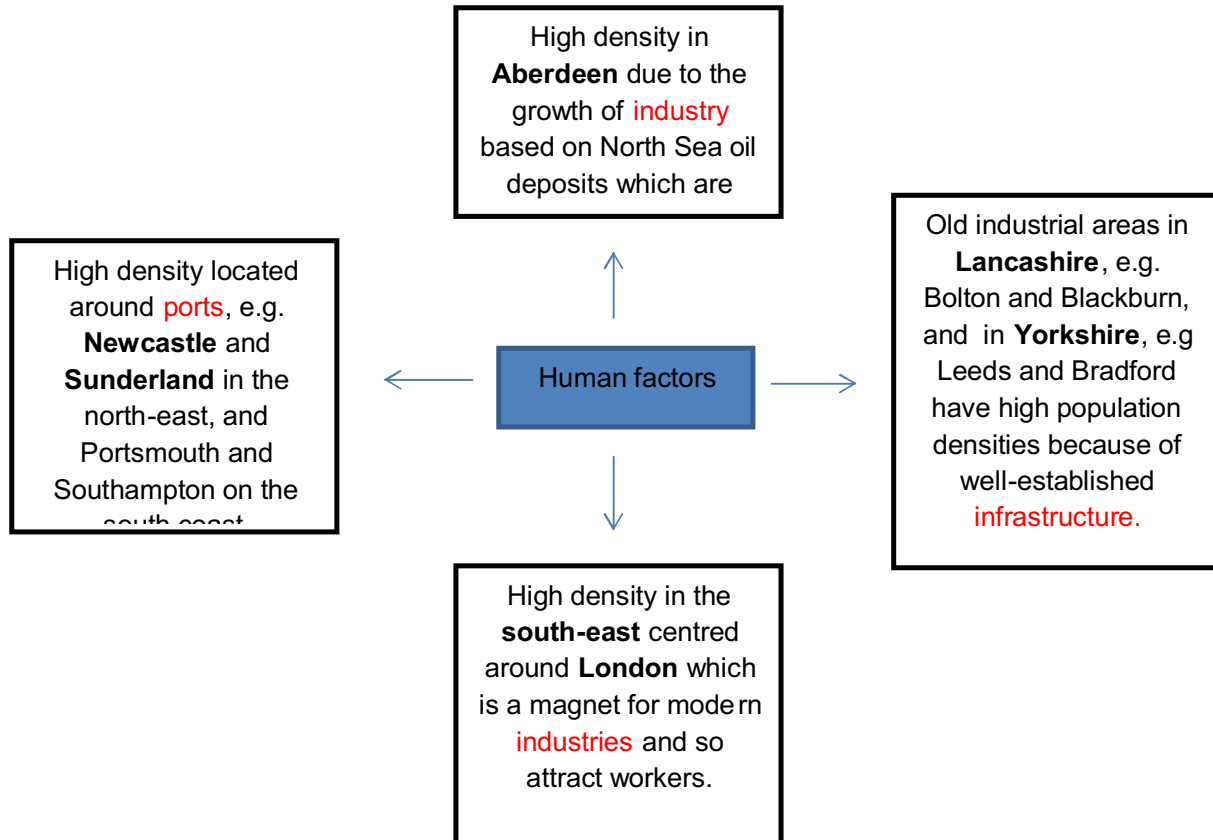 High density in
Aberdeen due to the
growth of industry
based on North Sea oil
deposits which are
High density located
around ports, e.g.
Newcastle and
Sunderland in the
north-east, and
Portsmouth and
Southampton on the
south coast
Human factors
Old industrial areas in
Lancashire, e.g.
Bolton and Blackburn,
and in Yorkshire, e.g
Leeds and Bradford
have high population
densities because of
well-established
infrastructure.
High density in the
south-east centred
around London which
is a magnet for modern
industries and so
attract workers.